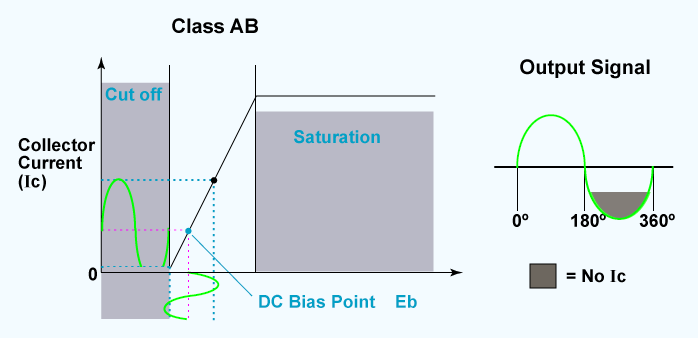 Class AB
Cut off
Collector
Current
(Ic)
Saturation
0
DC Bias Point Eb
Output Signal
0º 180º 360º
= No Ic